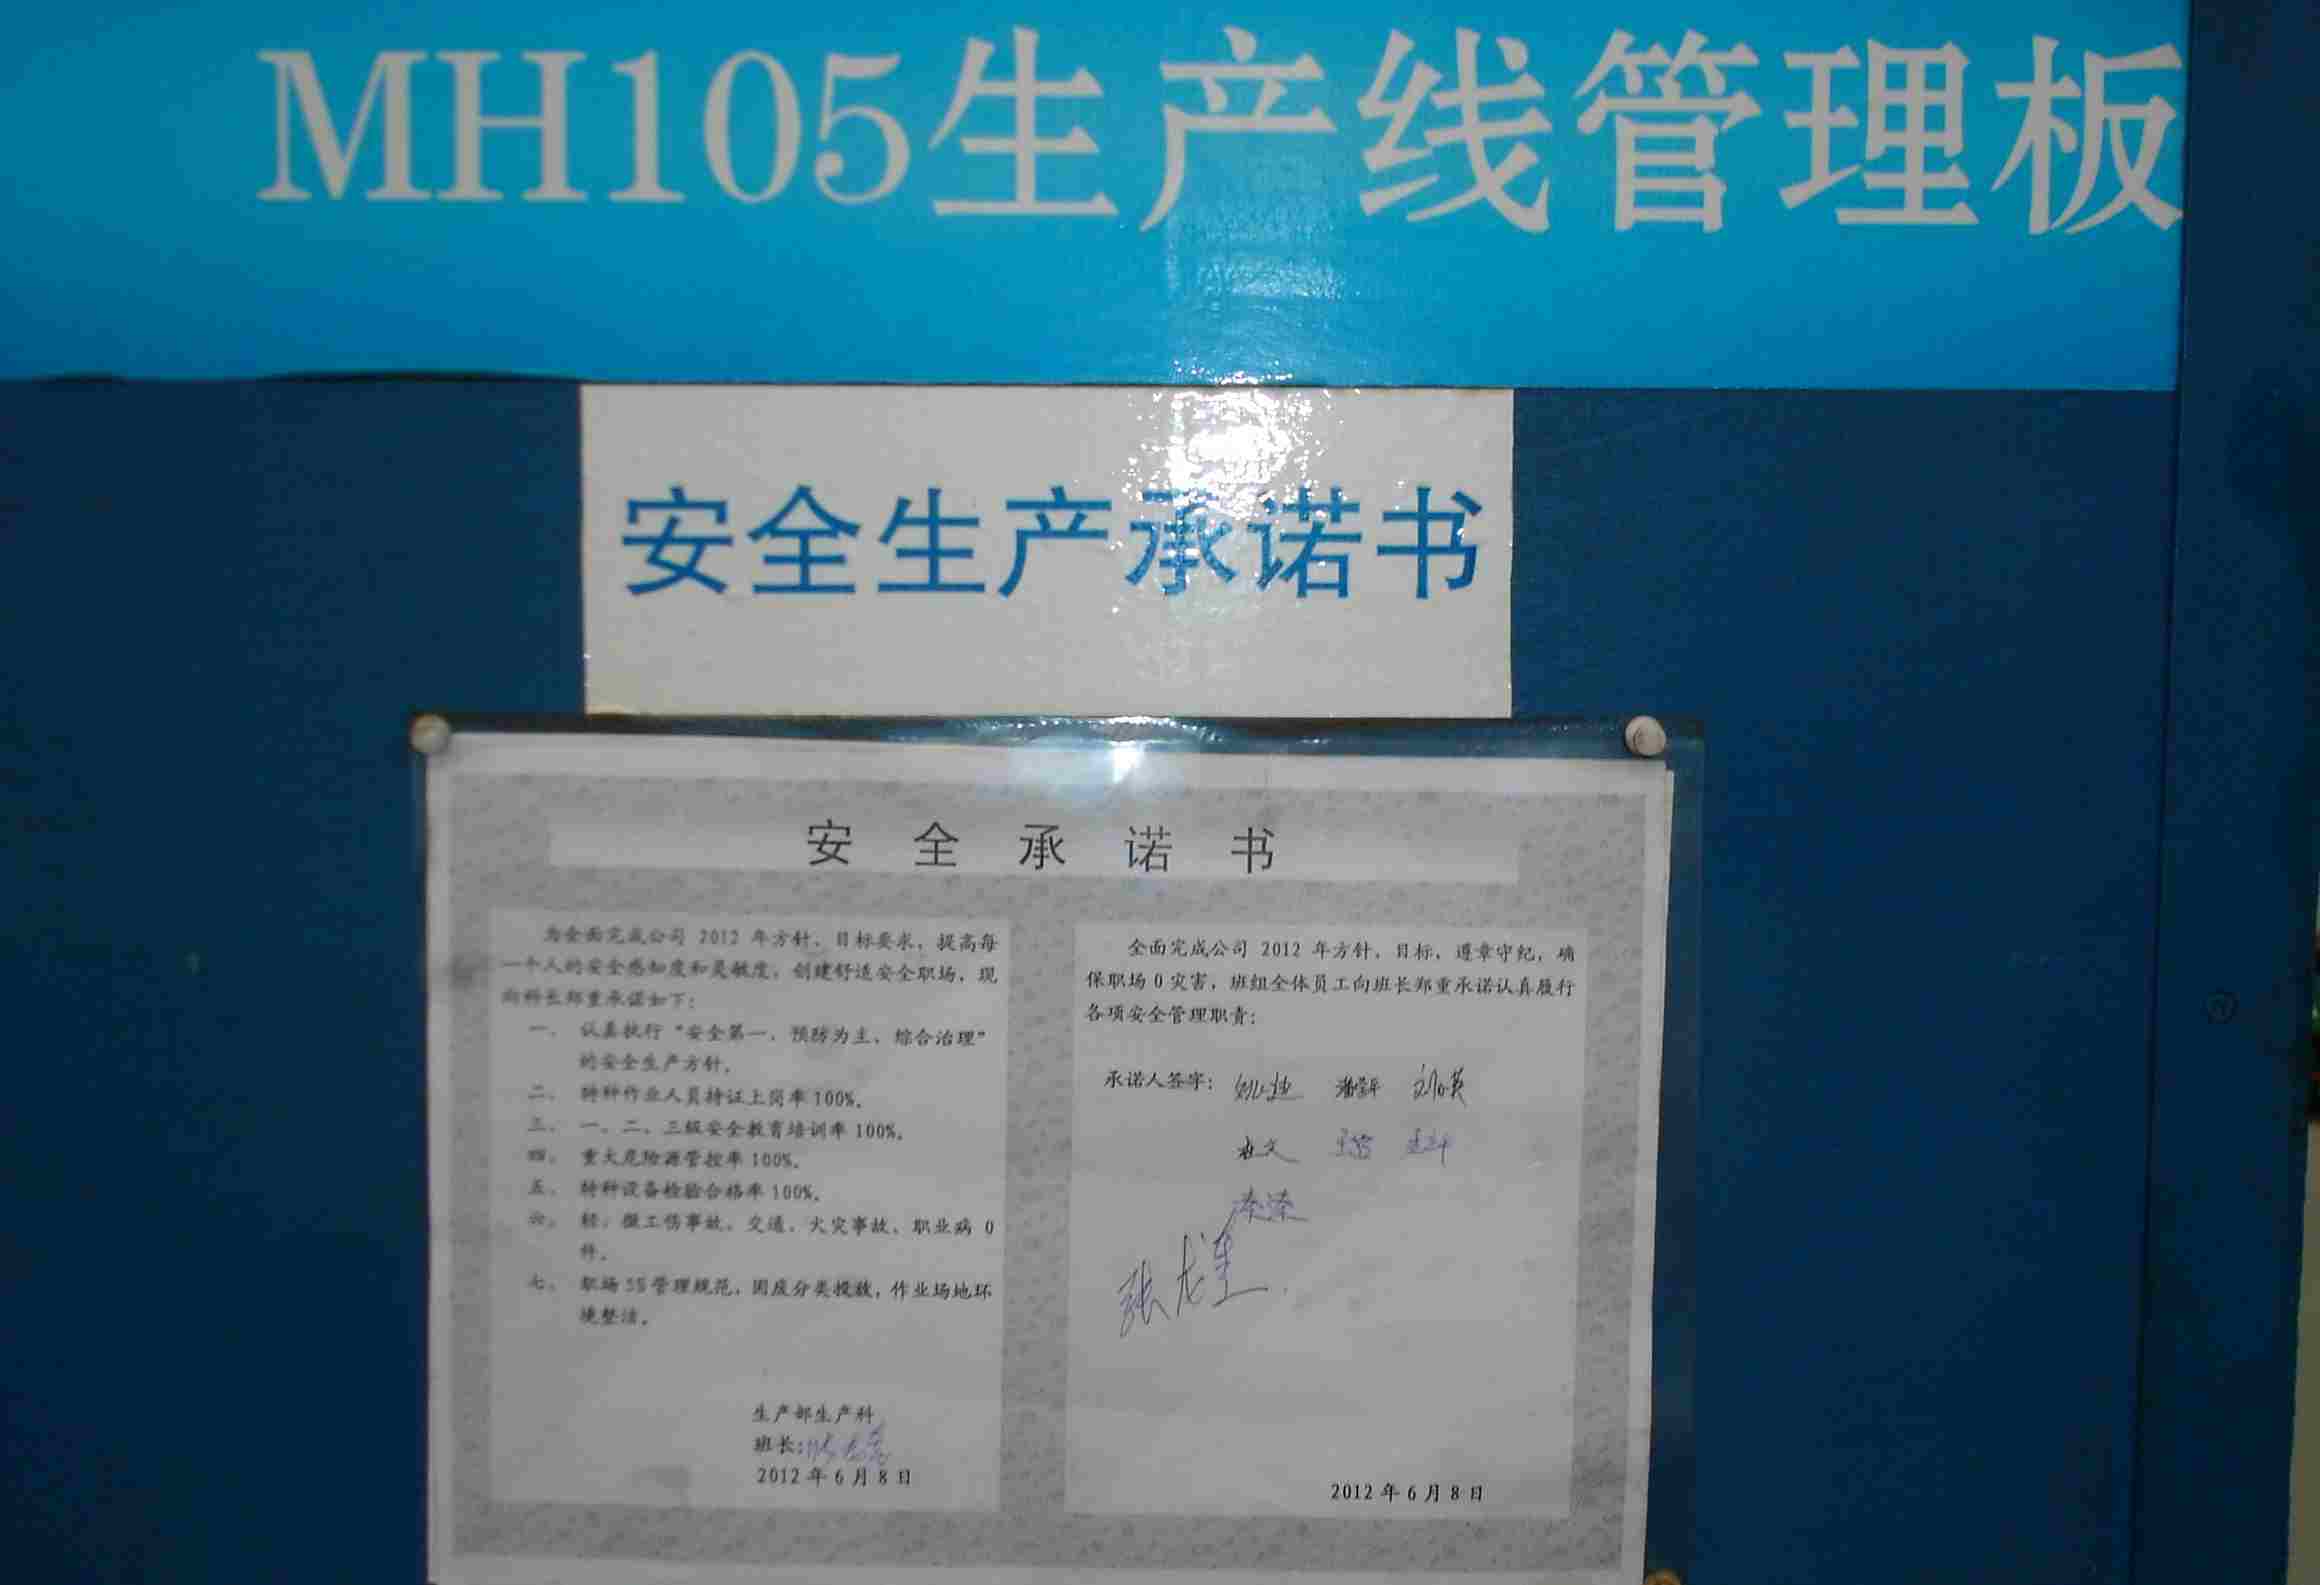 MH105生产线管理板
安全生产承诺书
安全承诺书
为全面完成公司 2012 年方针、目标要求，提高每
一个人的安全感知度和灵敏度，创建舒适安全职场，现
向科长郑重承诺如下：
一、 认真执行“安全第一、预防为主、综合治理”
的安全生产方针。
二、 特种作业人员持证上岗率 100%。
三、 一、二、三级安全教育培训率 100%。
四、 重大危险源管控率 100%。
五、 特种设备检验合格率 100%。
六、 轻、微工伤事故、交通、火灾事故、职业病 0
件。
七、 职场 5S 管理规范，固废分类投放，作业场地环
境整洁。
生产部生产科
班长：
2012 年 6 月 8 日
全面完成公司 2012 年方针、目标，遵章守纪，确
保职场 0 灾害，班组全体员工向班长郑重承诺认真履行
各项安全管理职责：
承诺人签字：
2012 年 6 月 8 日